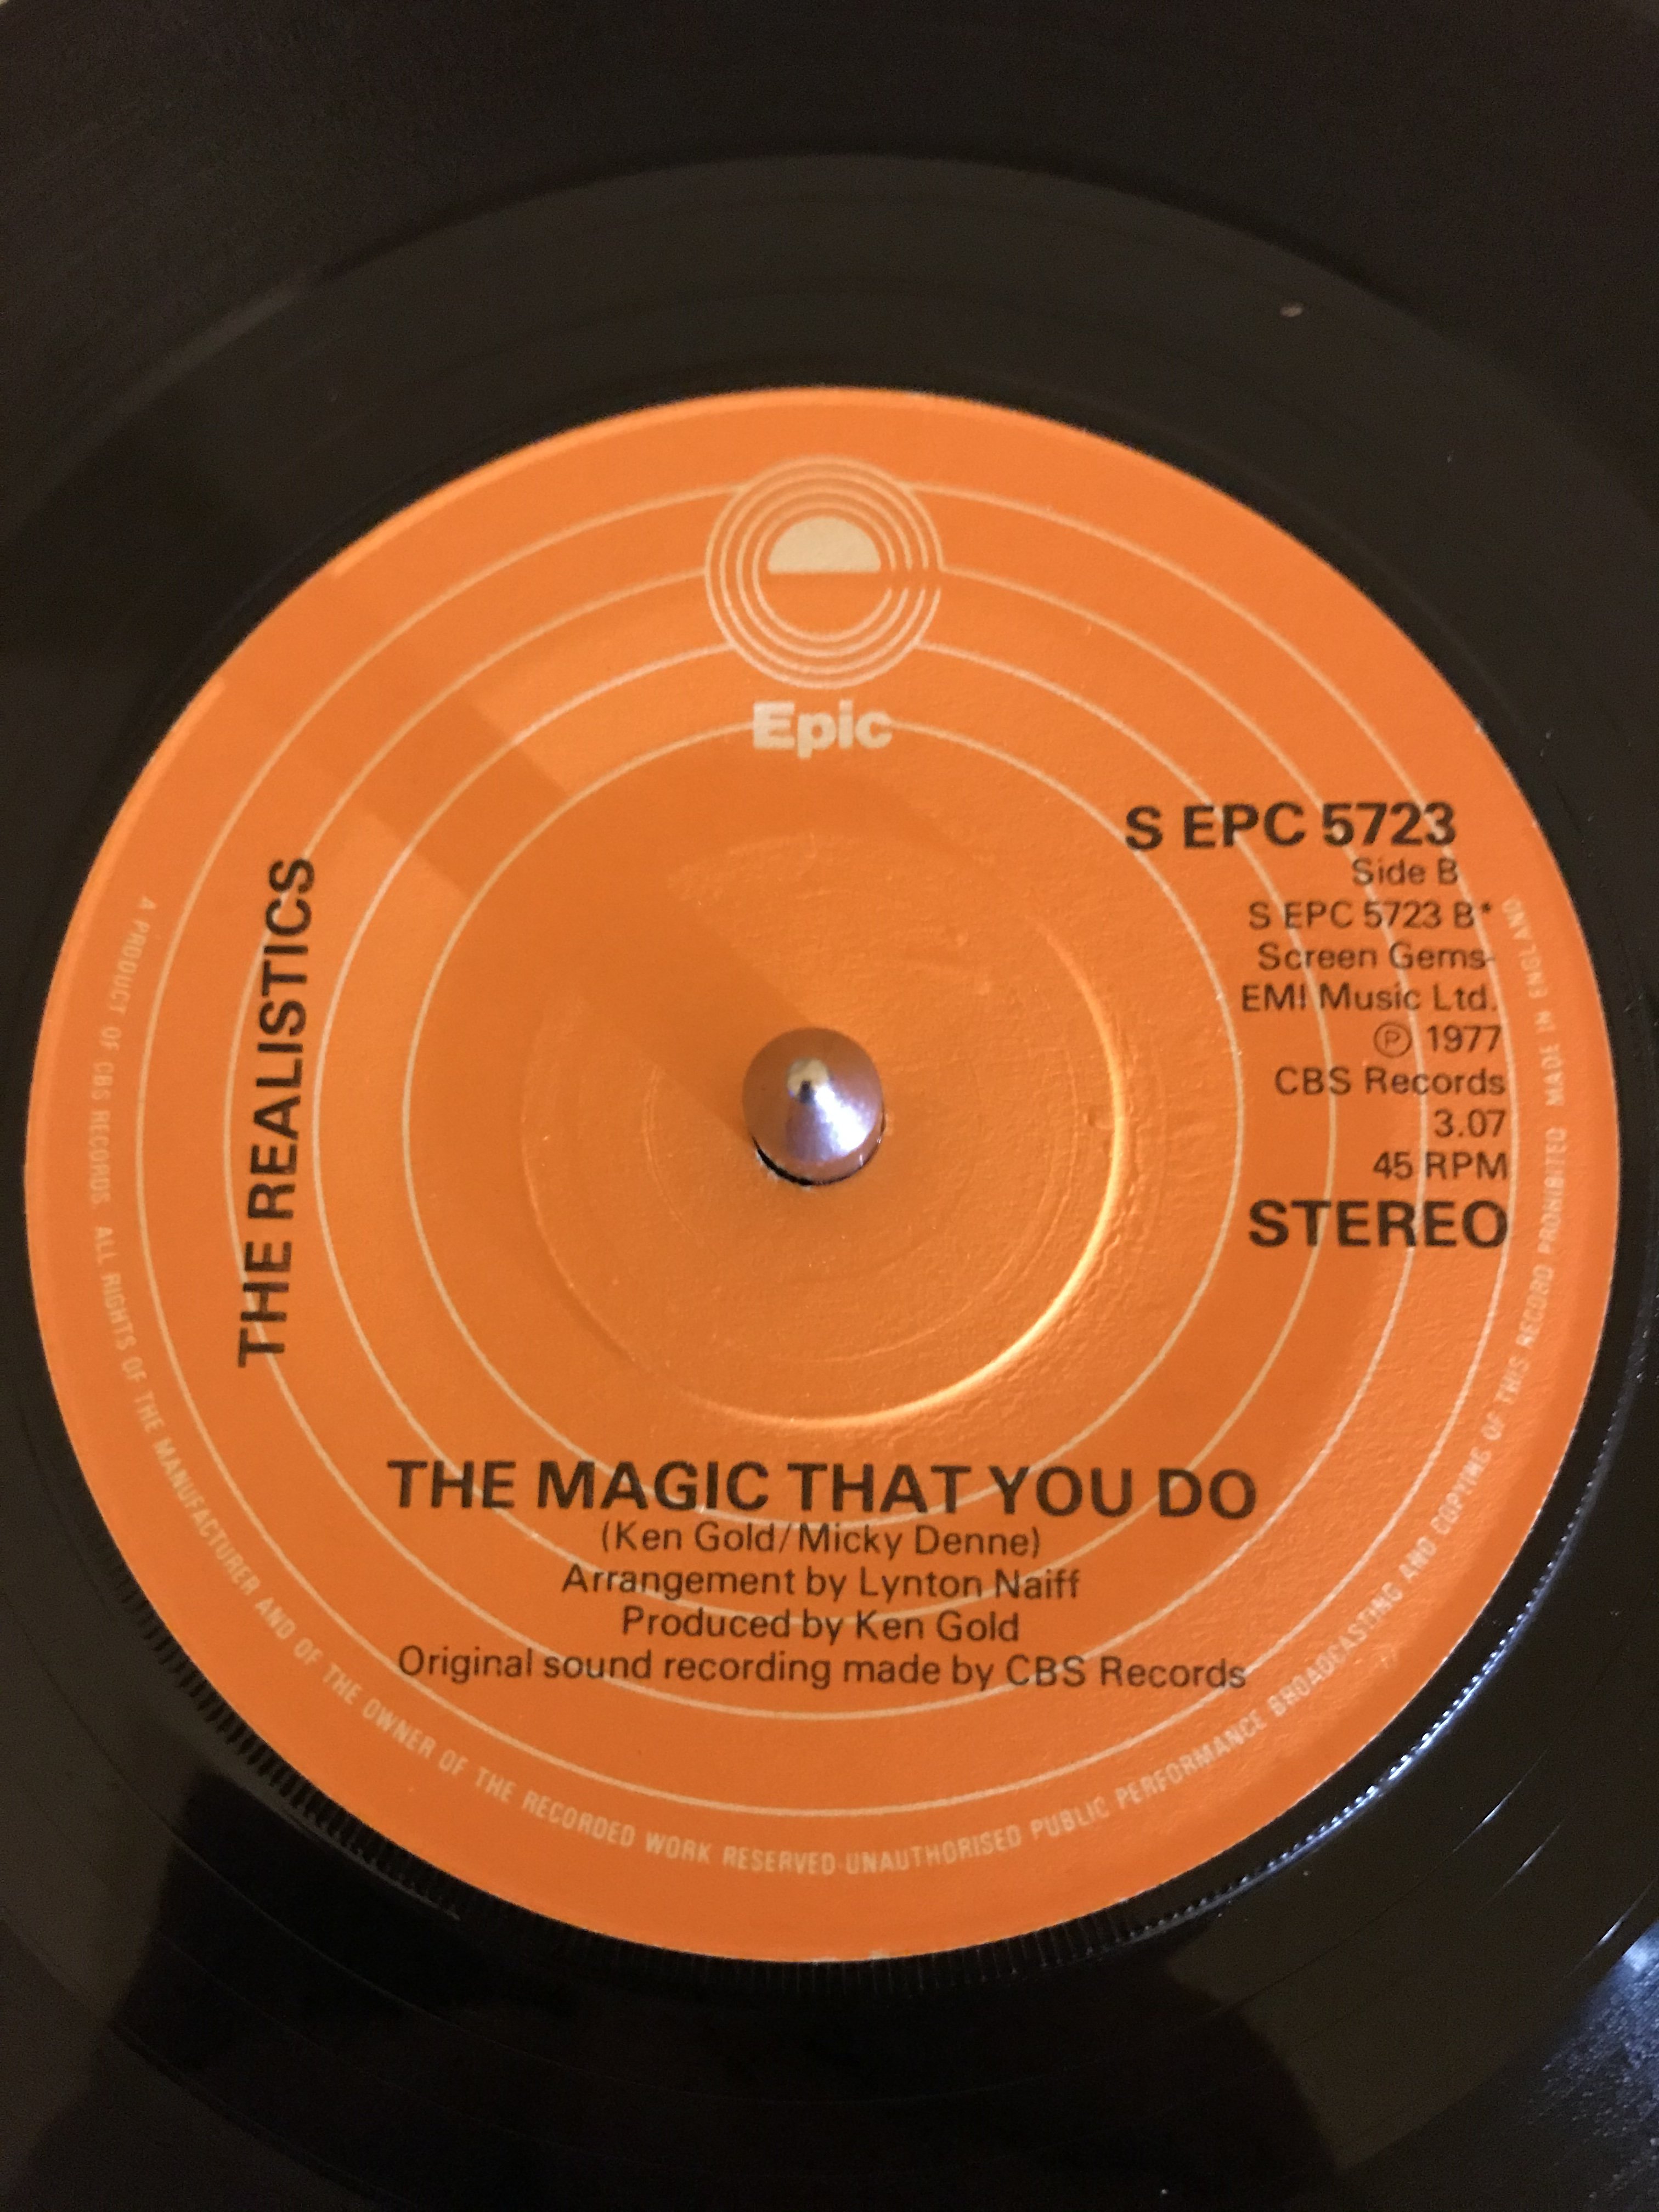 Epic
S EPC 5723
Side B
S EPC 5723 B*
Screen Gems-
EMI Music Ltd.
Ⓟ 1977
CBS Records
3.07
45 RPM
STEREO
THE REALISTICS
THE MAGIC THAT YOU DO
(Ken Gold/Micky Denne)
Arrangement by Lynton Naiff
Produced by Ken Gold
Original sound recording made by CBS Records
A PRODUCT OF CBS RECORDS. ALL RIGHTS OF THE MANUFACTURER AND OF THE OWNER OF THE RECORDED WORK RESERVED·UNAUTHORISED PUBLIC PERFORMANCE BROADCASTING AND COPYING OF THIS RECORD PROHIBITED MADE IN ENGLAND